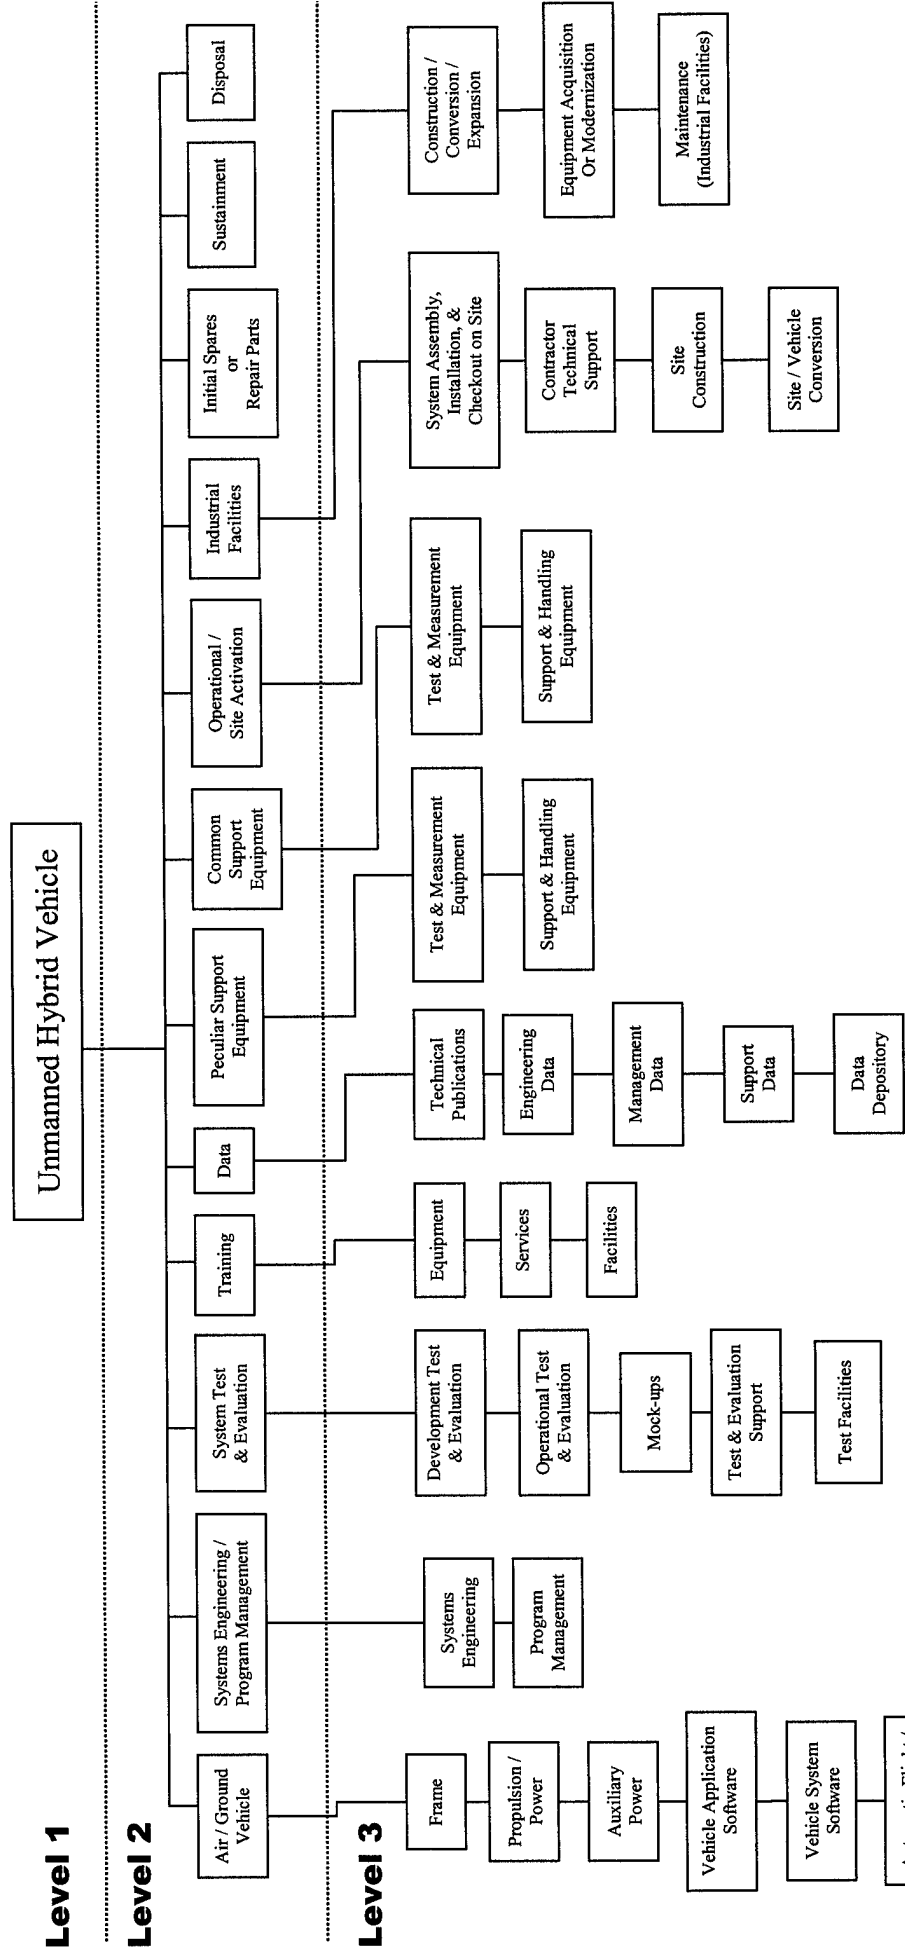 Level 1
Unmanned Hybrid Vehicle
Level 2
Air / Ground
Vehicle
Systems Engineering /
Program Management
System Test
& Evaluation
Training
Data
Peculiar Support
Equipment
Common
Support
Equipment
Operational /
Site Activation
Industrial
Facilities
Initial Spares
or
Repair Parts
Sustainment
Disposal
Level 3
Frame
Propulsion /
Power
Auxiliary
Power
Vehicle Application
Software
Vehicle System
Software
Systems
Engineering
Program
Management
Development Test
& Evaluation
Operational Test
& Evaluation
Mock-ups
Test & Evaluation
Support
Test Facilities
Equipment
Services
Facilities
Technical
Publications
Engineering
Data
Management
Data
Support
Data
Data
Depository
Test & Measurement
Equipment
Support & Handling
Equipment
Test & Measurement
Equipment
Support & Handling
Equipment
System Assembly,
Installation, &
Checkout on Site
Contractor
Technical
Support
Site
Construction
Site / Vehicle
Conversion
Construction /
Conversion /
Expansion
Equipment Acquisition
Or Modernization
Maintenance
(Industrial Facilities)